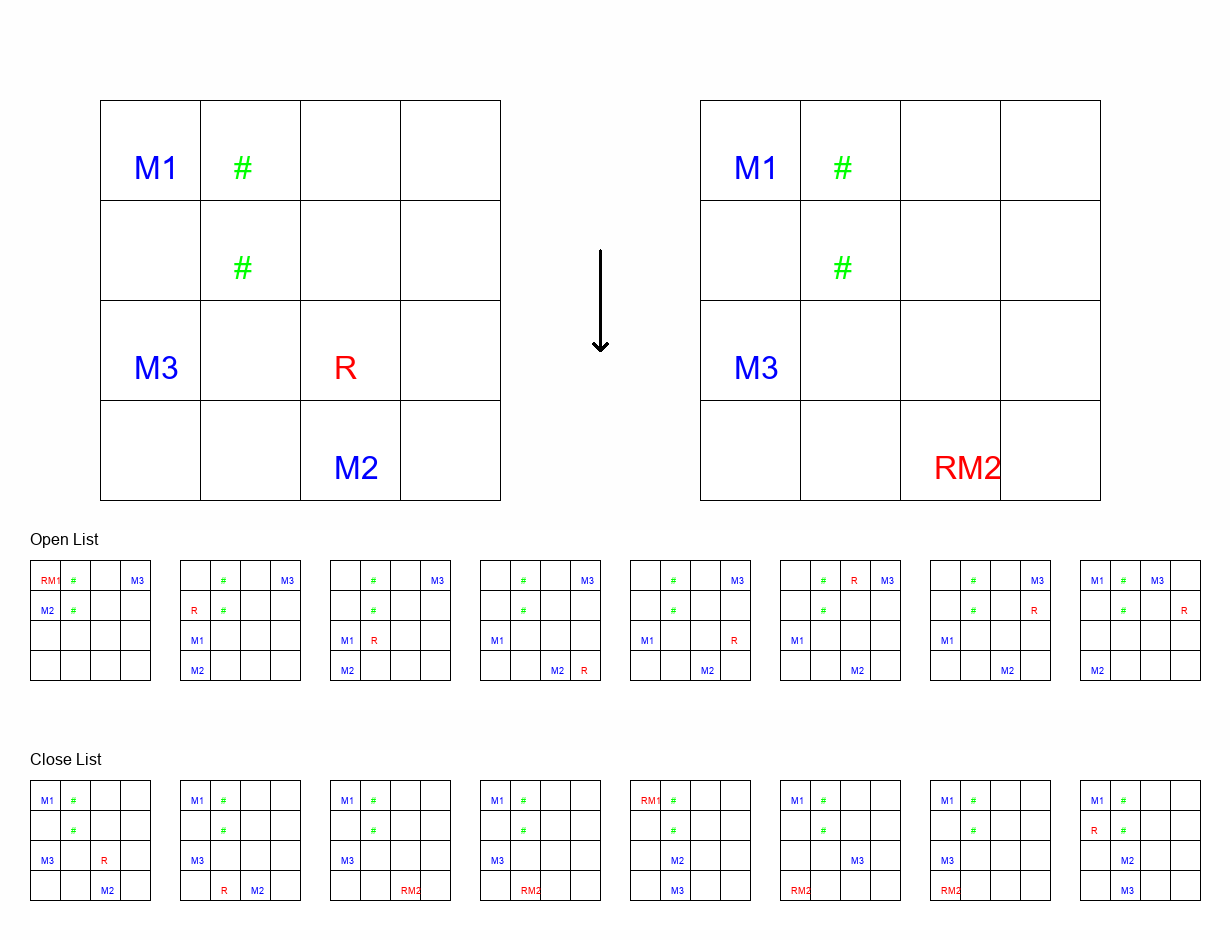 M1 # M1 #
# #
M3 R M3
M2 RM2
Open List
RM1 # M3 # M3 # M3 # M3 # M3 # R M3 # M3 M1 # M3
M2 # R # # # # # # R # R
M1 M1 R M1 M1 R M1 M1
M2 M2 M2 R M2 M2 M2 M2
Close List
M1 # M1 # M1 # M1 # RM1 # M1 # M1 # M1 #
# # # # # # # R #
M3 R M3 M3 M3 M2 M3 M3 M2
M2 R M2 RM2 RM2 M3 RM2 RM2 M3